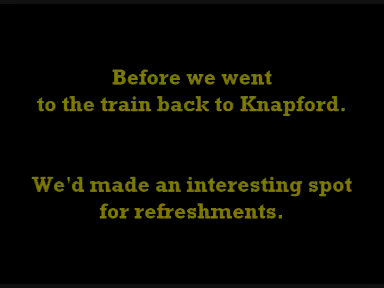 Before we went
to the train back to Knapford.
We'd made an interesting spot
for refreshments.